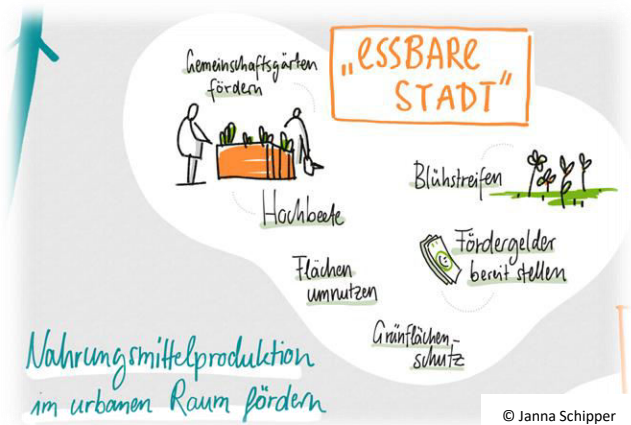 „ESSBARE
STADT"
Gemeinschaftsgärten
fördern
Hochbeete
Blühstreifen
Flächen
umnutzen
Fördergelder
bereit stellen
Grünflächen-
schutz
Nahrungsmittelproduktion
im urbanen Raum fördern
© Janna Schipper